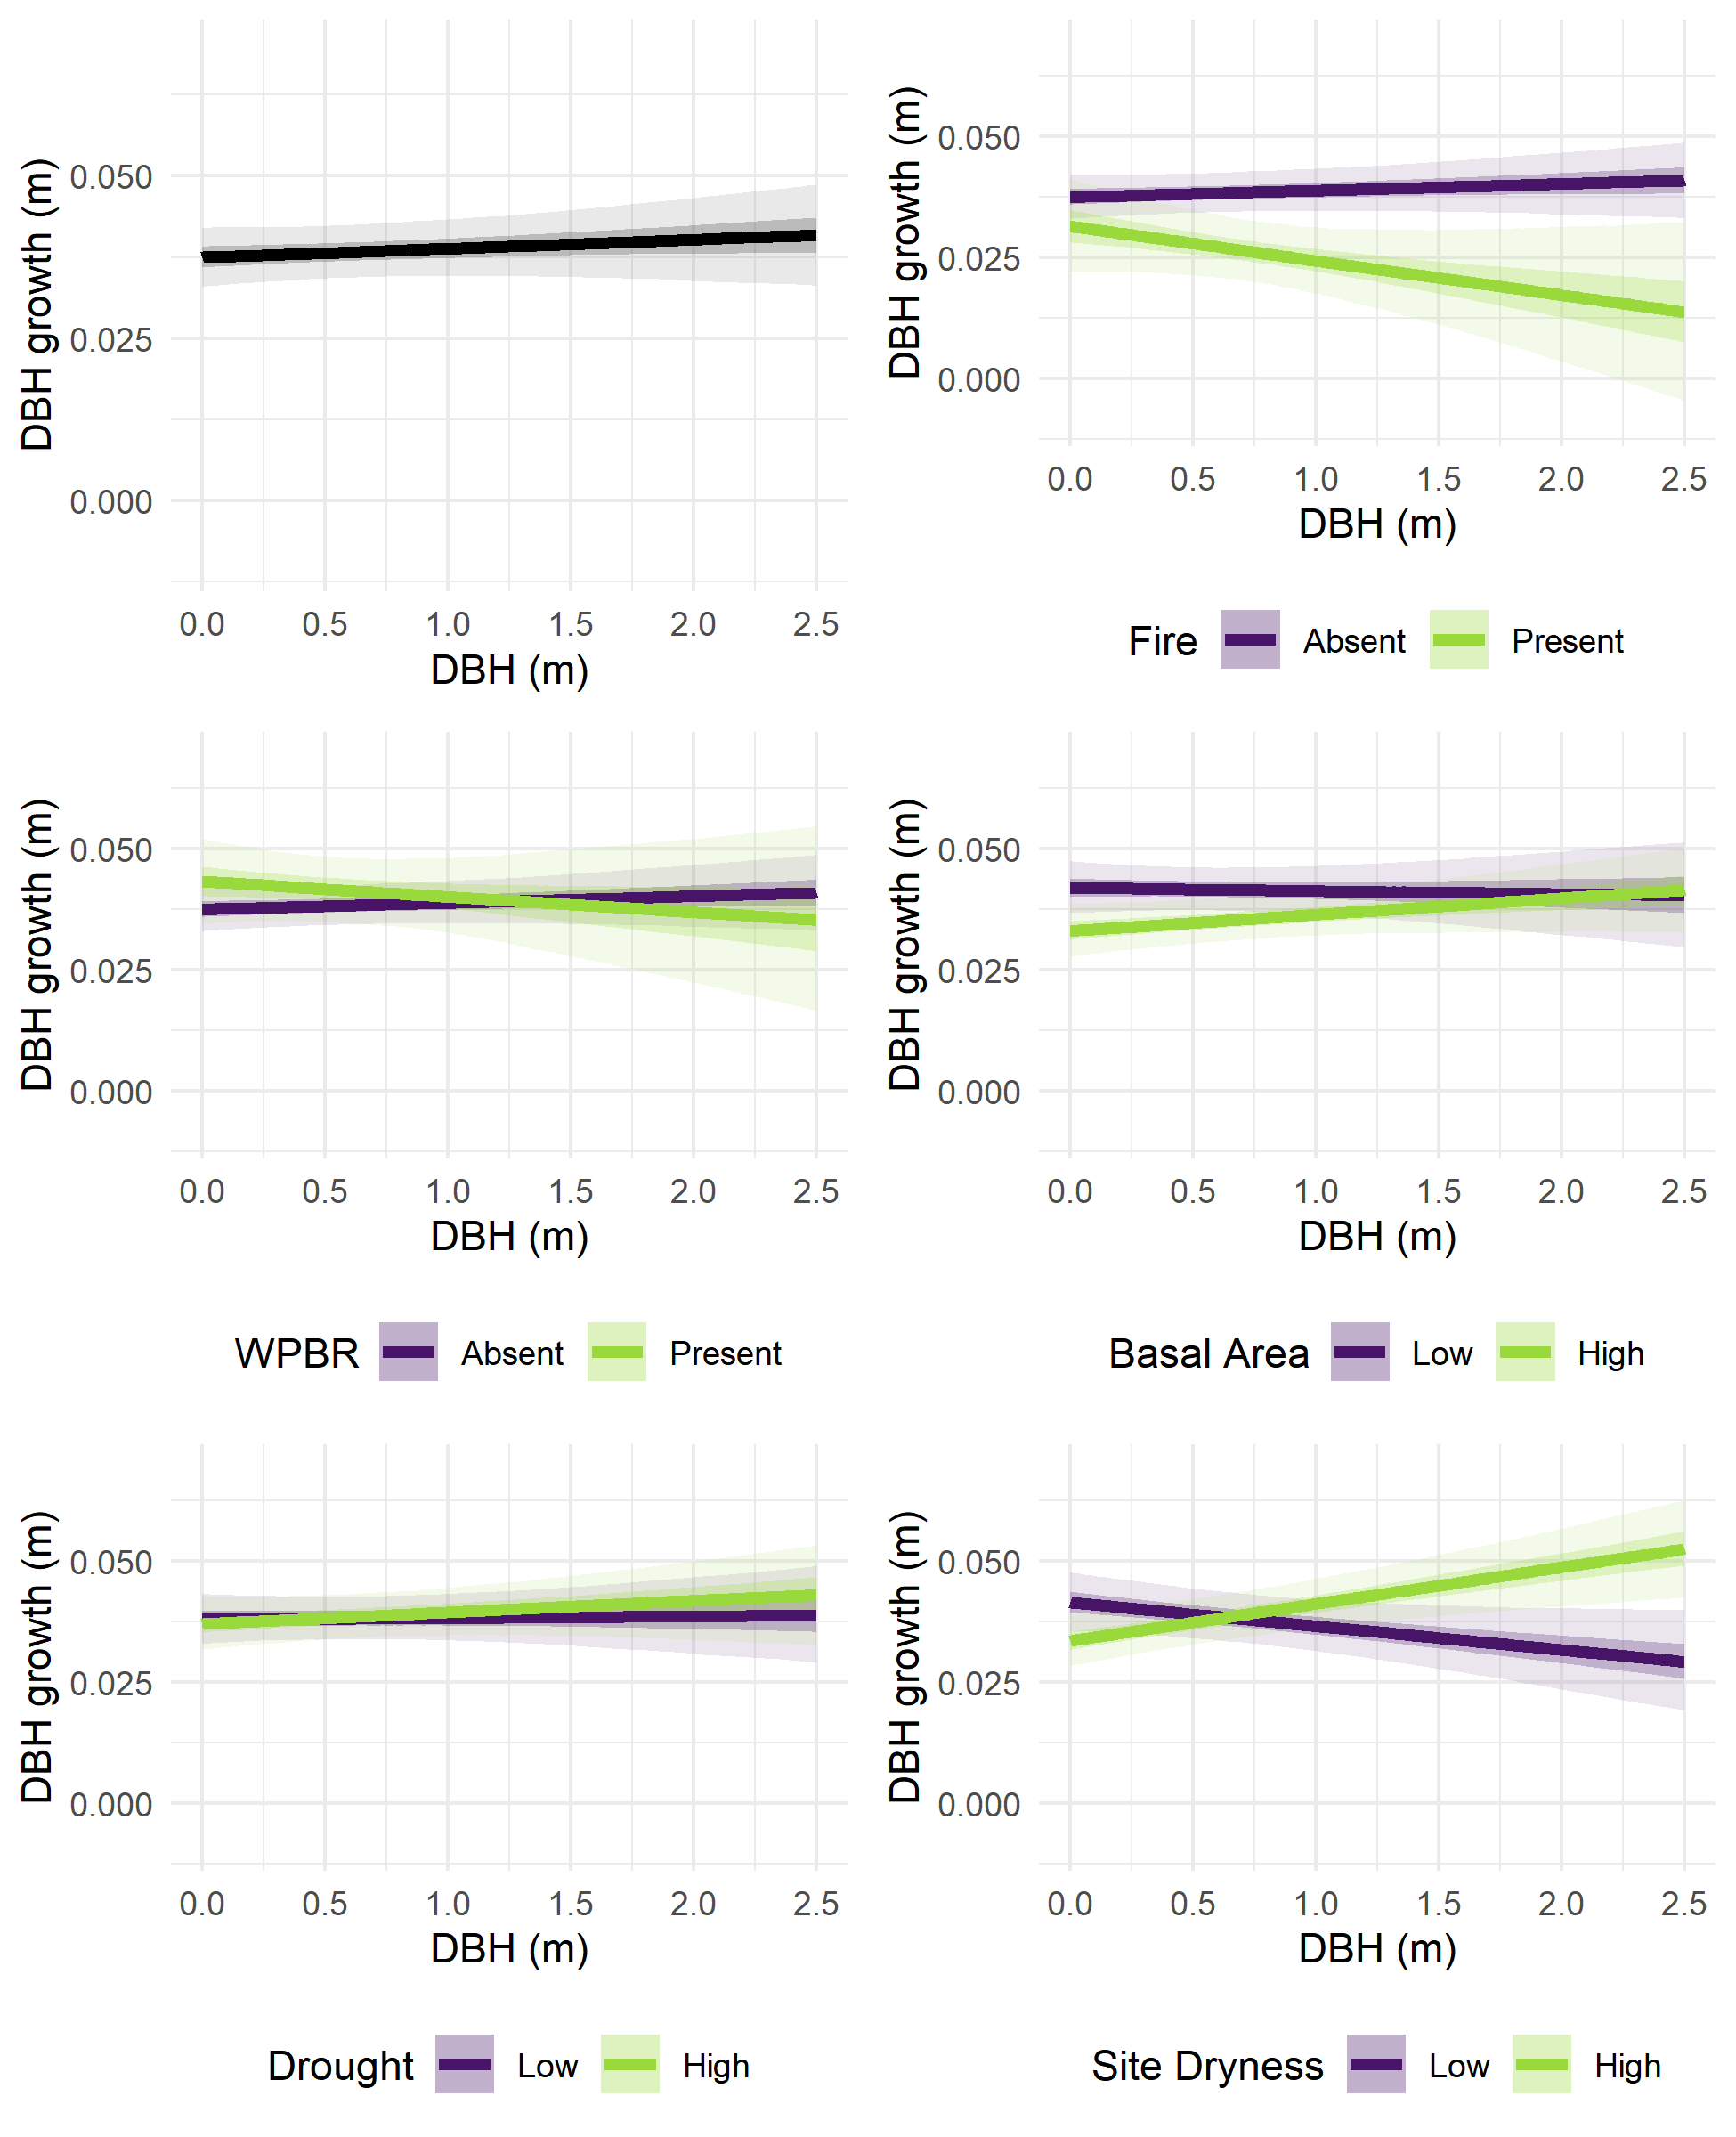 DBH growth (m)
0.050
0.025
0.000
0.0 0.5 1.0 1.5 2.0 2.5
DBH (m)
DBH growth (m)
0.050
0.025
0.000
0.0 0.5 1.0 1.5 2.0 2.5
DBH (m)
Fire Absent Present
DBH growth (m)
0.050
0.025
0.000
0.0 0.5 1.0 1.5 2.0 2.5
DBH (m)
WPBR Absent Present
DBH growth (m)
0.050
0.025
0.000
0.0 0.5 1.0 1.5 2.0 2.5
DBH (m)
Basal Area Low High
DBH growth (m)
0.050
0.025
0.000
0.0 0.5 1.0 1.5 2.0 2.5
DBH (m)
Drought Low High
DBH growth (m)
0.050
0.025
0.000
0.0 0.5 1.0 1.5 2.0 2.5
DBH (m)
Site Dryness Low High